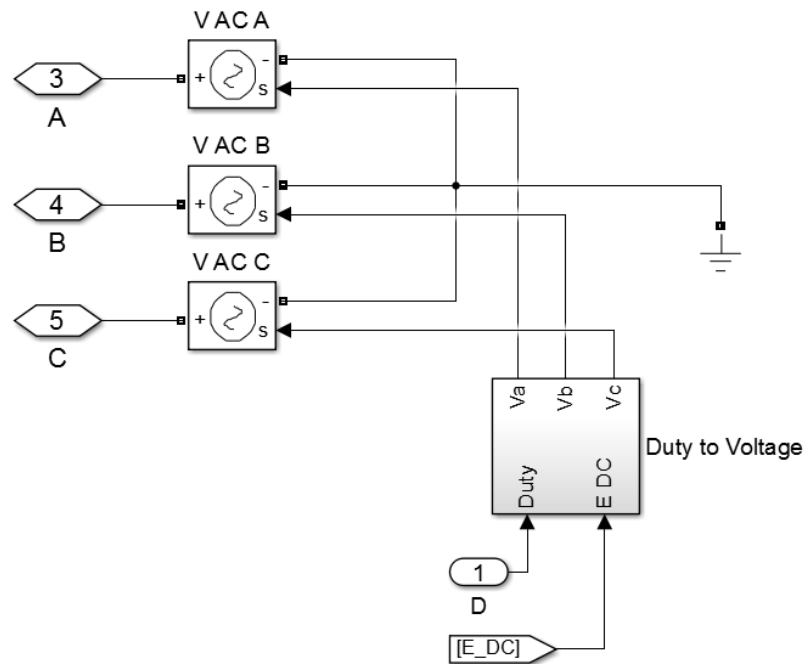 V AC A
3
+
-
s
A
V AC B
4
+
-
s
B
V AC C
5
+
-
s
C
Va
Vb
Vc
Duty to Voltage
Duty
E DC
1
D
[E_DC]